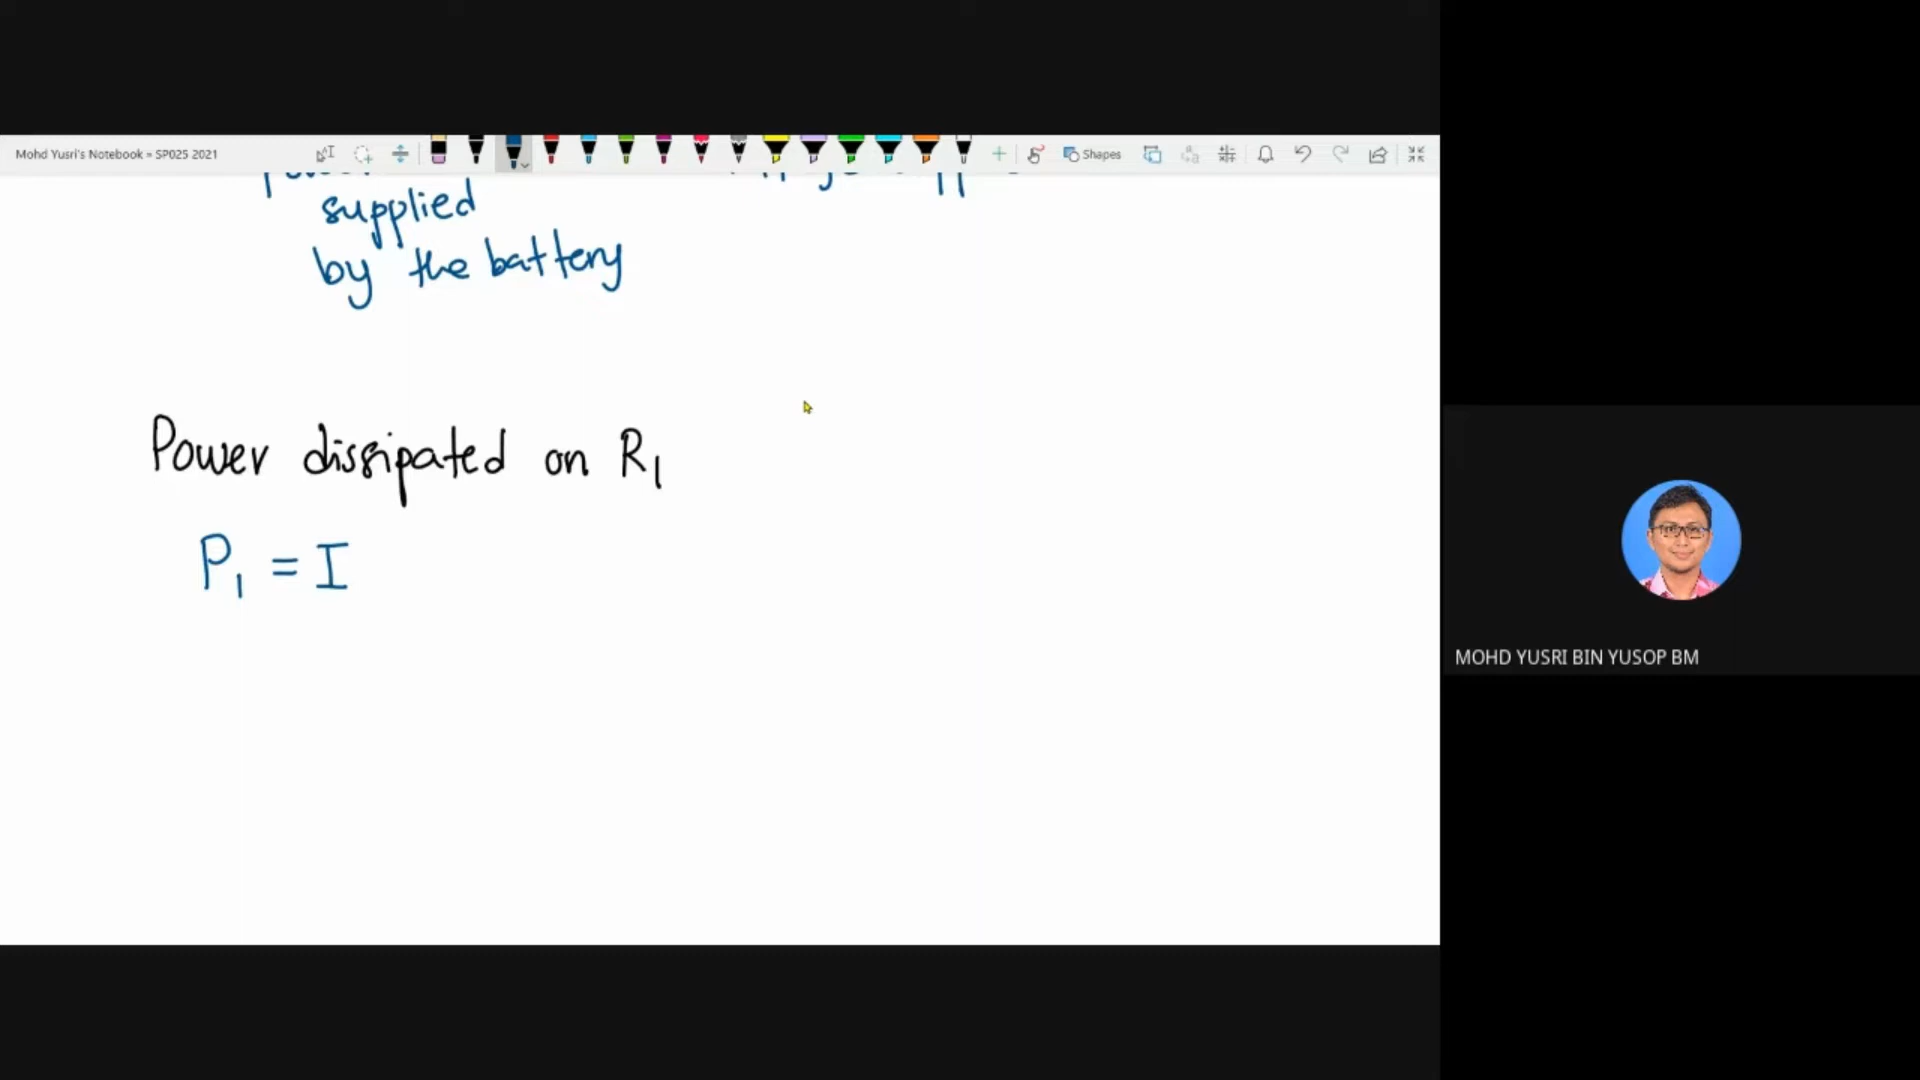 Mohd Yusri's Notebook » SP025 2021
Shapes
supplied
by the battery
Power dissipated on R₁
P₁ = I
MOHD YUSRI BIN YUSOP BM